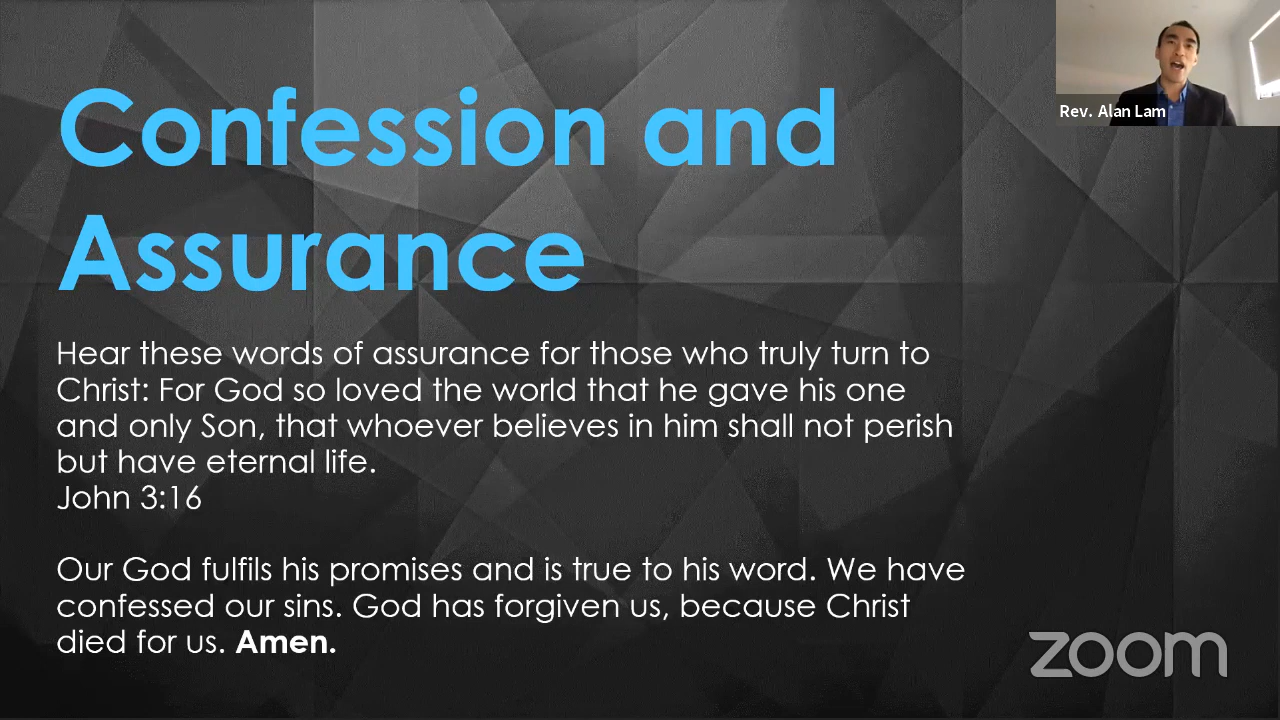 Confession and
Assurance
Hear these words of assurance for those who truly turn to
Christ: For God so loved the world that he gave his one
and only Son, that whoever believes in him shall not perish
but have eternal life.
John 3:16
Our God fulfils his promises and is true to his word. We have
confessed our sins. God has forgiven us, because Christ
died for us. Amen.
Rev. Alan Lam
zoom